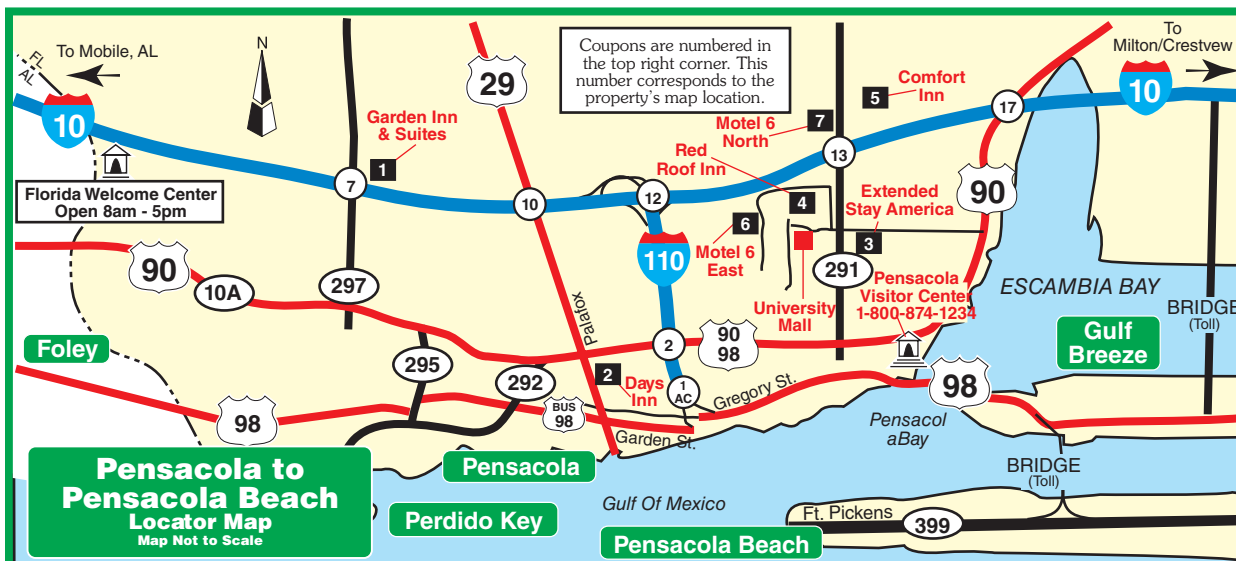 To Mobile, AL
FL
AL
10
N
29
Coupons are numbered in
the top right corner. This
number corresponds to the
property's map location.
To
Milton/Crestvew
10
5
Comfort
Inn
17
Garden Inn
& Suites
1
7
Motel 6
North
7
13
Red
Roof Inn
Florida Welcome Center
Open 8am - 5pm
10
12
4
Extended
Stay America
90
6
Motel 6
East
3
110
291
90
10A
297
University
Mall
Pensacola
Visitor Center
1-800-874-1234
ESCAMBIA BAY
BRIDGE
(Toll)
Palafox
Foley
295
292
2
90
98
Gulf
Breeze
2
Days
Inn
1
AC
Gregory St.
98
98
BUS
98
Garden St.
Pensacol
aBay
Pensacola to
Pensacola Beach
Locator Map
Map Not to Scale
Pensacola
BRIDGE
(Toll)
Perdido Key
Gulf Of Mexico
Ft. Pickens
399
Pensacola Beach